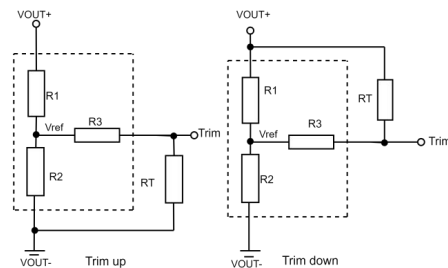 VOUT+
R1
Vref
R3
Trim
R2
RT
VOUT-
Trim up
VOUT+
R1
RT
Vref
R3
Trim
R2
VOUT-
Trim down